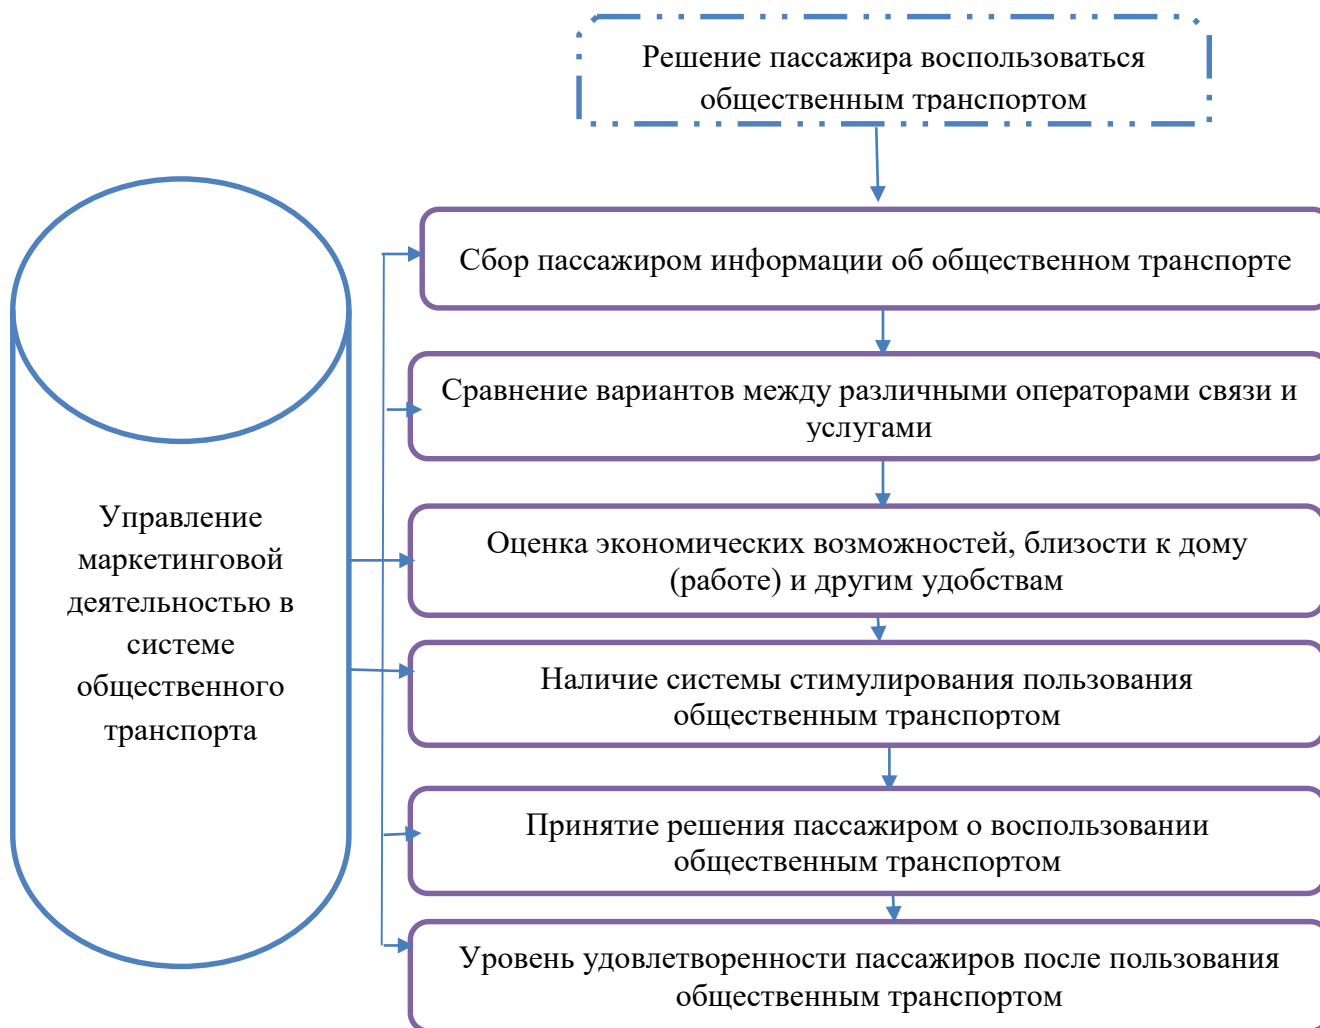 Решение пассажира воспользоваться
общественным транспортом
Сбор пассажиром информации об общественном транспорте
Сравнение вариантов между различными операторами связи и
услугами
Управление
маркетинговой
деятельностью в
системе
общественного
транспорта
Оценка экономических возможностей, близости к дому
(работе) и другим удобствам
Наличие системы стимулирования пользования
общественным транспортом
Принятие решения пассажиром о воспользовании
общественным транспортом
Уровень удовлетворенности пассажиров после пользования
общественным транспортом